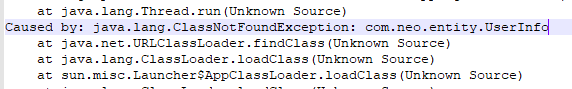 at java.lang.Thread.run(Unknown Source)
Caused by: java.lang.ClassNotFoundException: com.neo.entity.UserInfo
at java.net.URLClassLoader.findClass(Unknown Source)
at java.lang.ClassLoader.loadClass(Unknown Source)
at sun.misc.Launcher$AppClassLoader.loadClass(Unknown Source)